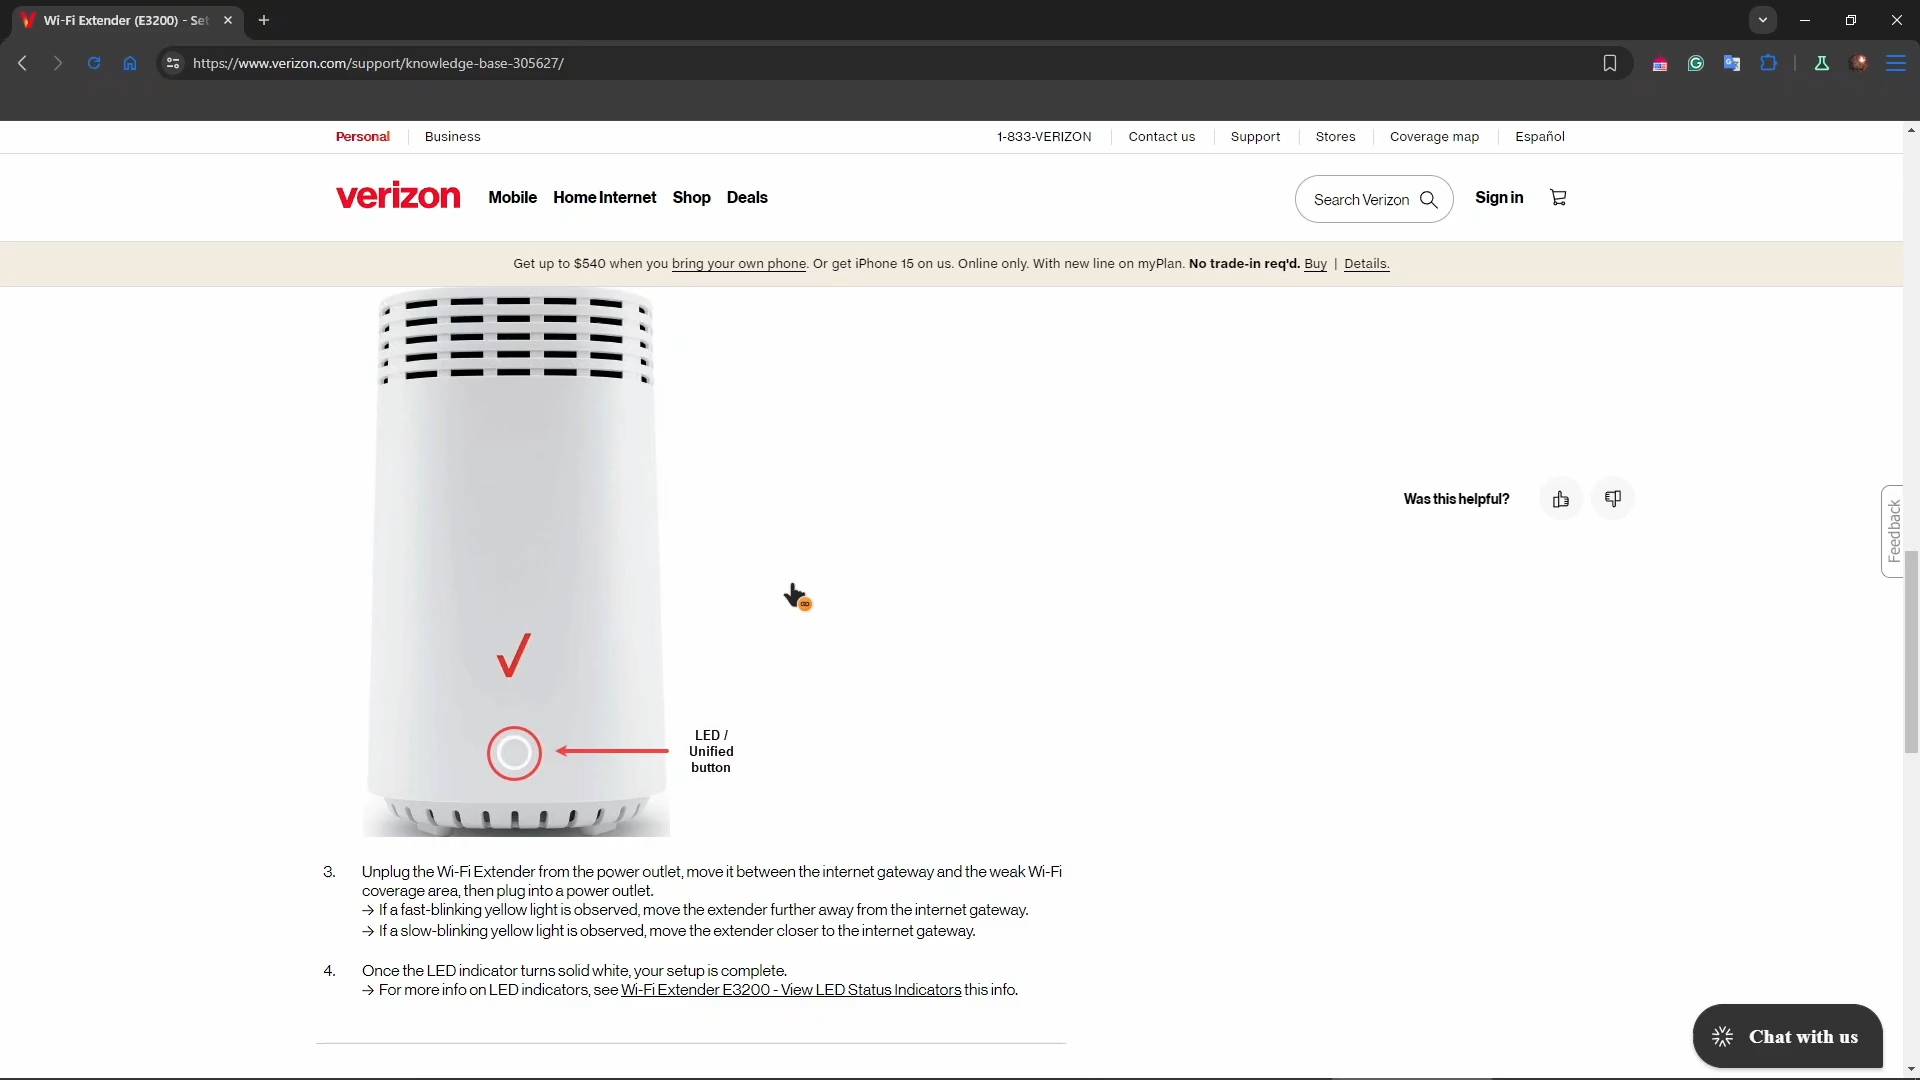 Wi-Fi Extender (E3200) - Set
https://www.verizon.com/support/knowledge-base-305627/
Personal
Business
1-833-VERIZON
Contact us
Support
Stores
Coverage map
Español
verizon
Mobile
Home Internet
Shop
Deals
Search Verizon
Sign in
Get up to $540 when you bring your own phone. Or get iPhone 15 on us. Online only. With new line on myPlan. No trade-in req'd. Buy | Details.
Was this helpful?
Feedback
LED /
Unified
button
3. Unplug the Wi-Fi Extender from the power outlet, move it between the internet gateway and the weak Wi-Fi
coverage area, then plug into a power outlet.
→ If a fast-blinking yellow light is observed, move the extender further away from the internet gateway.
→ If a slow-blinking yellow light is observed, move the extender closer to the internet gateway.
4. Once the LED indicator turns solid white, your setup is complete.
→ For more info on LED indicators, see Wi-Fi Extender E3200 - View LED Status Indicators this info.
Chat with us